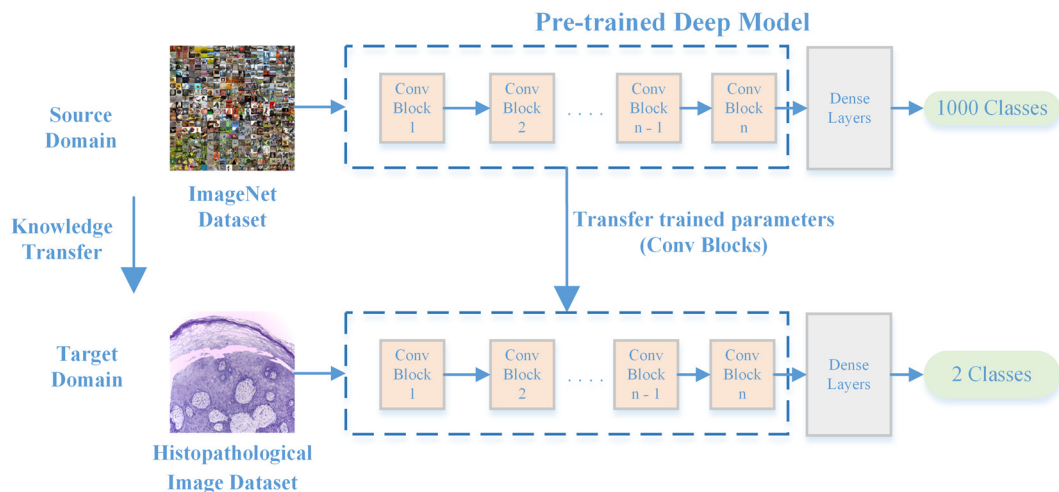 Pre-trained Deep Model
Source
Domain
ImageNet
Dataset
Conv
Block
1
Conv
Block
2
. . . .
Conv
Block
n - 1
Conv
Block
n
Dense
Layers
1000 Classes
Knowledge
Transfer
Transfer trained parameters
(Conv Blocks)
Target
Domain
Histopathological
Image Dataset
Conv
Block
1
Conv
Block
2
. . . .
Conv
Block
n - 1
Conv
Block
n
Dense
Layers
2 Classes